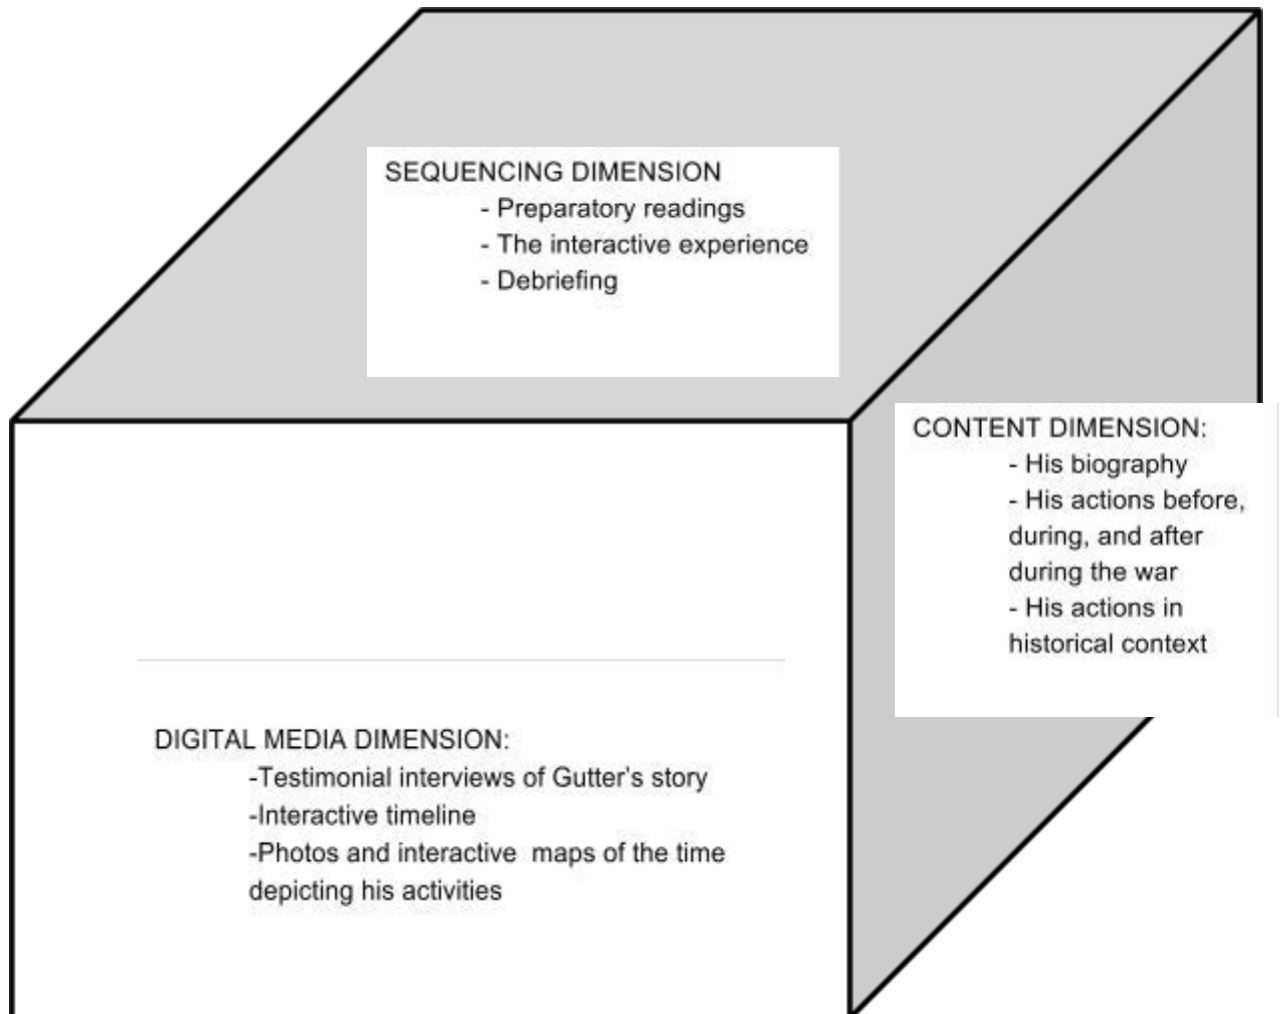 SEQUENCING DIMENSION
- Preparatory readings
- The interactive experience
- Debriefing
CONTENT DIMENSION:
- His biography
- His actions before,
during, and after
during the war
- His actions in
historical context
DIGITAL MEDIA DIMENSION:
-Testimonial interviews of Gutter’s story
-Interactive timeline
-Photos and interactive  maps of the time
depicting his activities